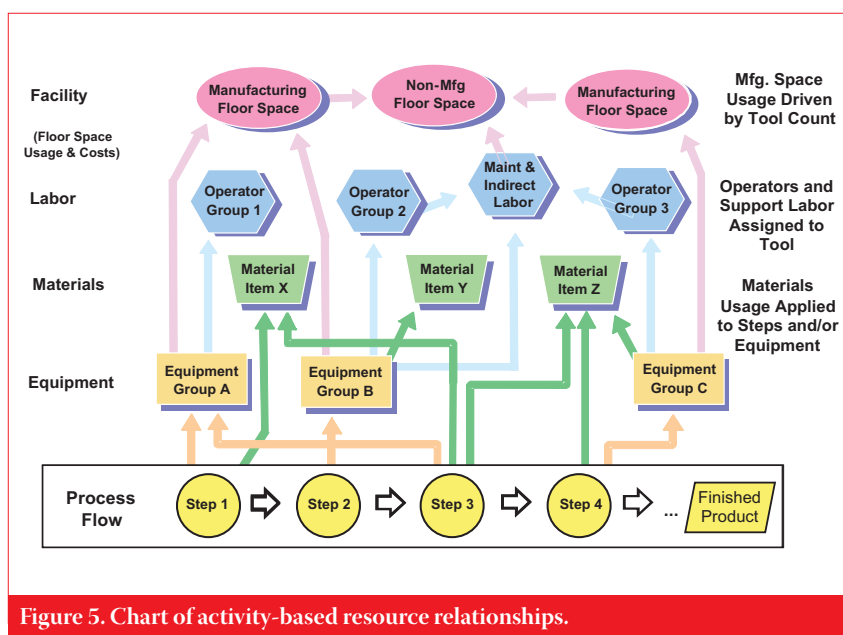 Facility
(Floor Space
Usage & Costs)
Manufacturing
Floor Space
Non-Mfg
Floor Space
Manufacturing
Floor Space
Mfg. Space
Usage Driven
by Tool Count
Labor
Operator
Group 1
Operator
Group 2
Maint &
Indirect
Labor
Operator
Group 3
Operators and
Support Labor
Assigned to
Tool
Materials
Material
Item X
Material
Item Y
Material
Item Z
Materials
Usage Applied
to Steps and/or
Equipment
Equipment
Equipment
Group A
Equipment
Group B
Equipment
Group C
Process
Flow
Step 1
Step 2
Step 3
Step 4
...
Finished
Product
Figure 5. Chart of activity-based resource relationships.